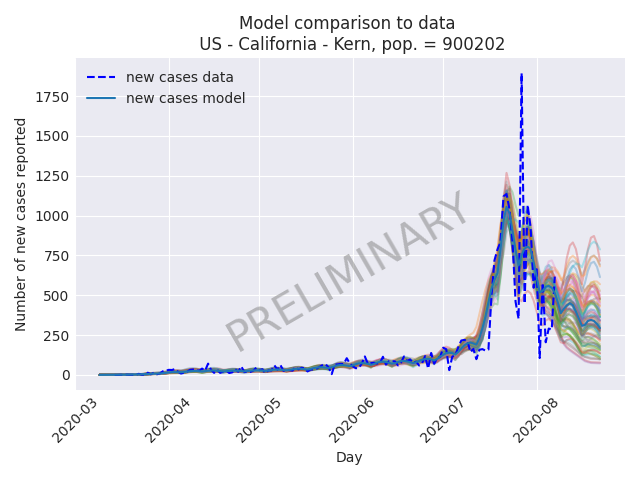 Model comparison to data
US - California - Kern, pop. = 900202
new cases data
new cases model
Number of new cases reported
1750
1500
1250
1000
750
500
250
0
PRELIMINARY
2020-03
2020-04
2020-05
2020-06
2020-07
2020-08
Day